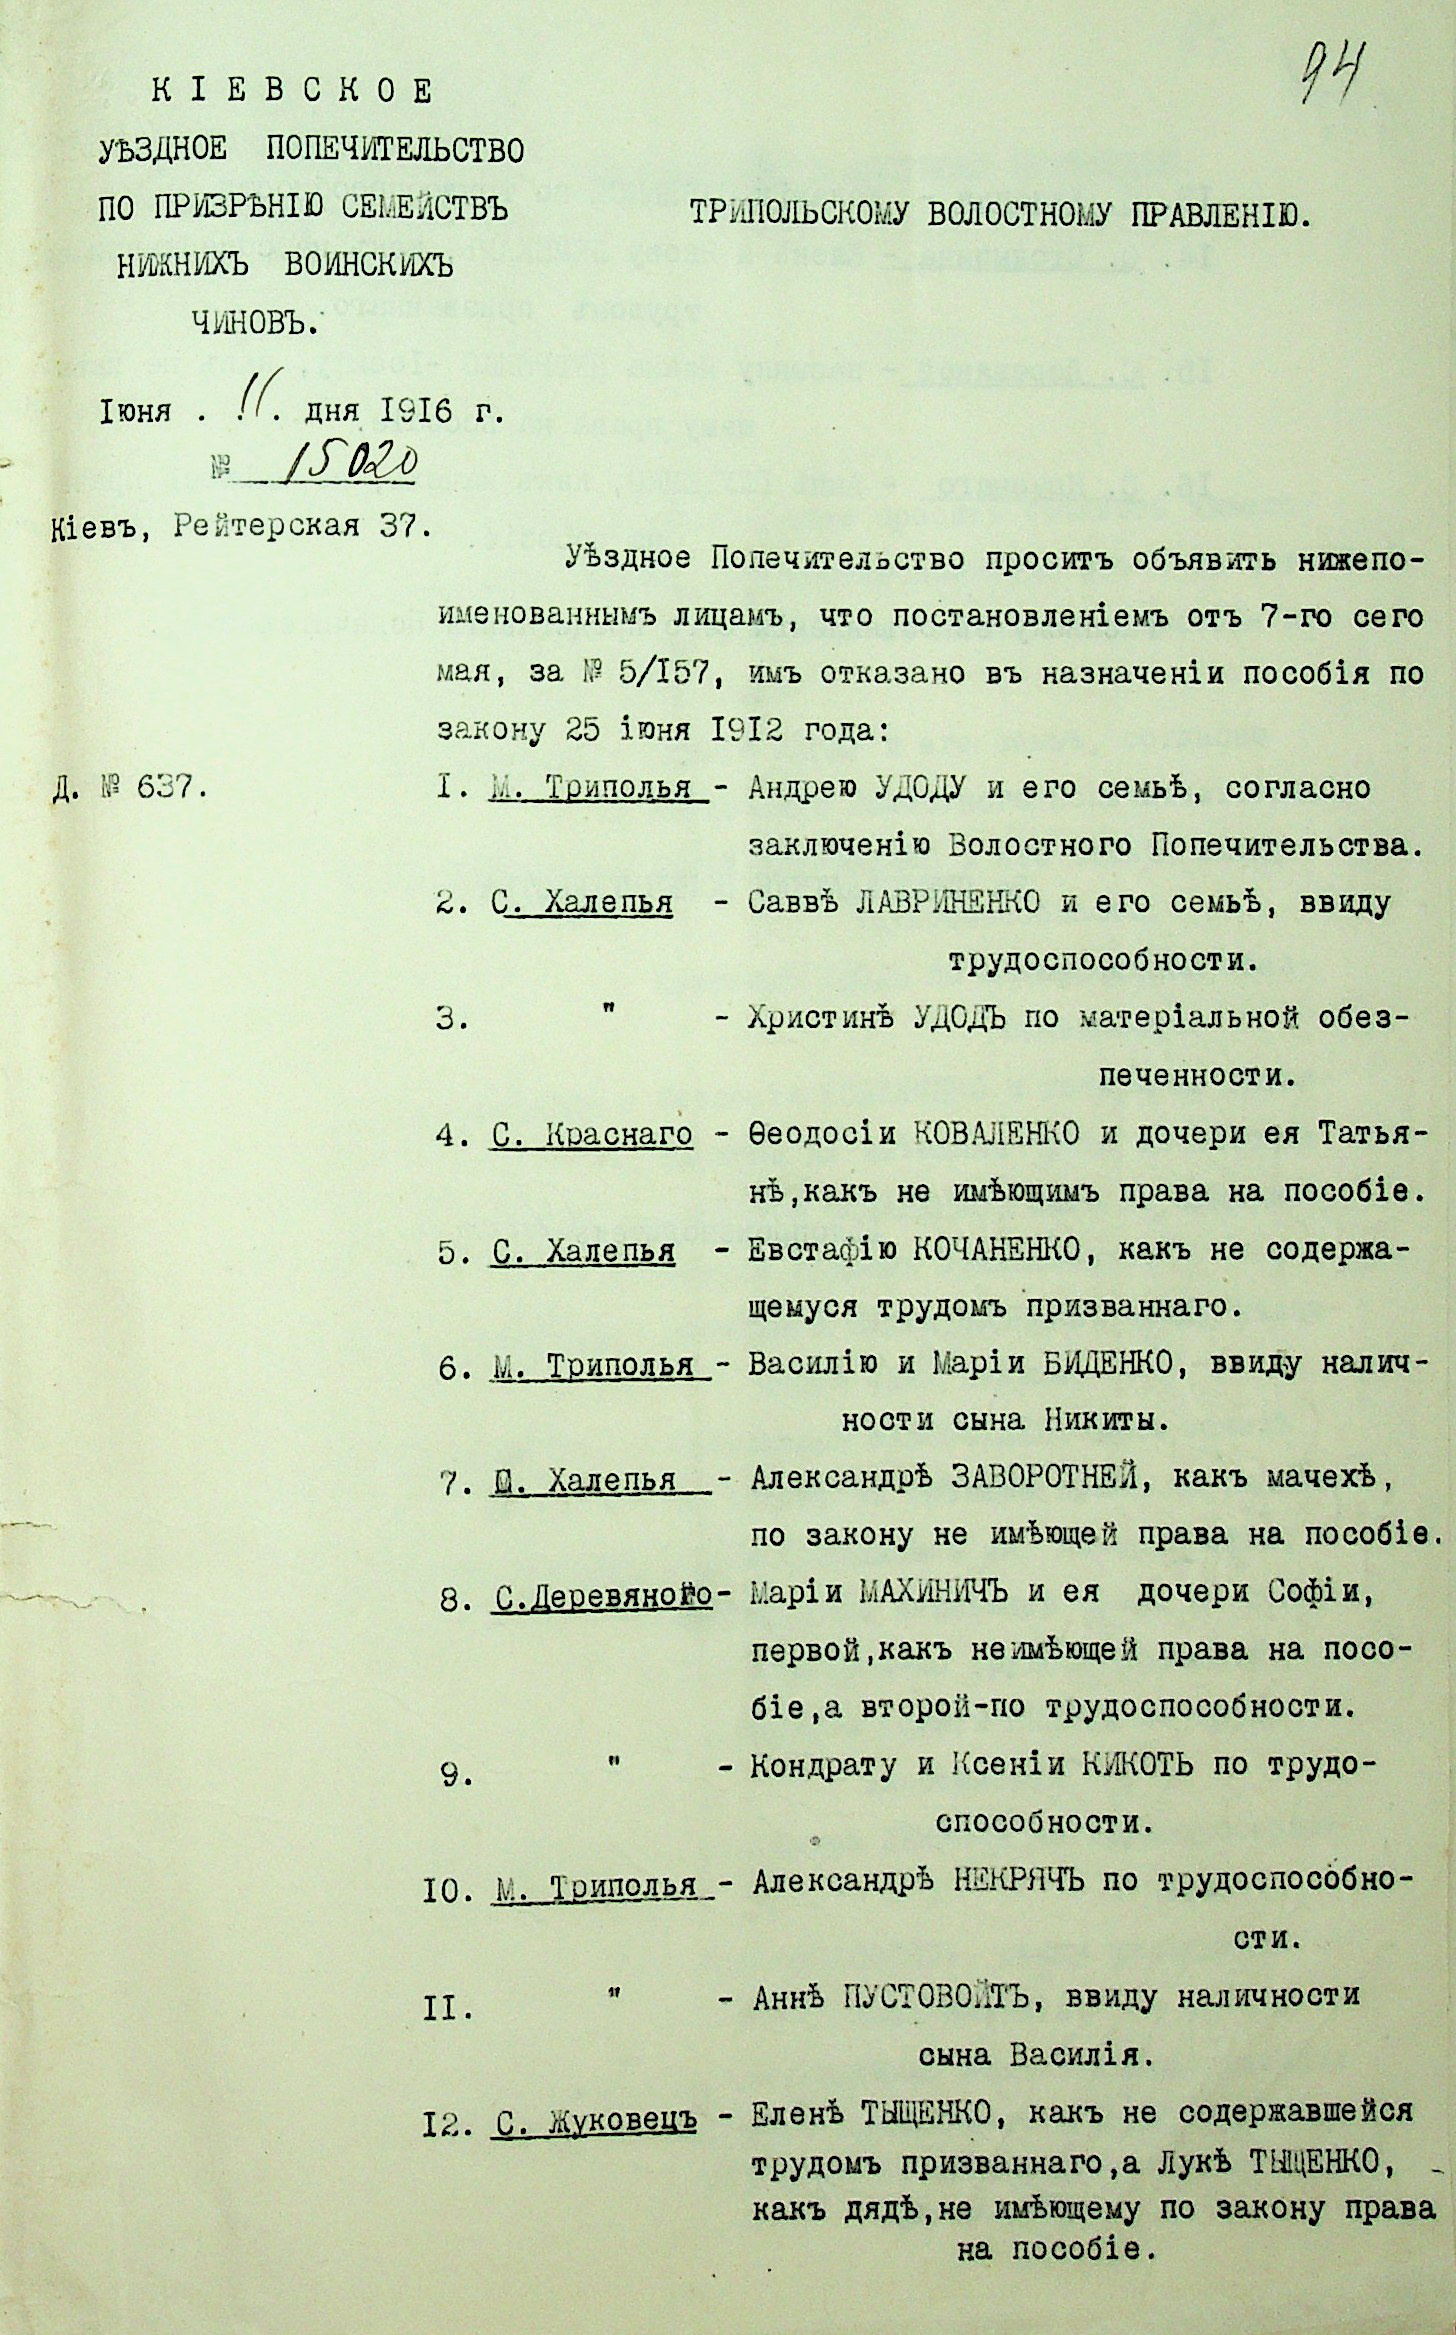 94
КІЕВСКОЕ
УѢЗДНОЕ ПОПЕЧИТЕЛЬСТВО
ПО ПРИЗРѢНІЮ СЕМЕЙСТВЪ
НИЖНИХЪ ВОИНСКИХЪ
ЧИНОВЪ.
ТРИПОЛЬСКОМУ ВОЛОСТНОМУ ПРАВЛЕНІЮ.
Іюня . 11. дня 1916 г.
№ 15020
Кіевъ, Рейтерская 37.
Уѣздное Попечительство проситъ объявить нижепо-
именованнымъ лицамъ, что постановленіемъ отъ 7-го сего
мая, за № 5/157, имъ отказано въ назначеніи пособія по
закону 25 іюня 1912 года:
Д. № 637.
1. М. Триполья - Андрею УДОДУ и его семьѣ, согласно
заключенію Волостного Попечительства.
2. С. Халепья - Саввѣ ЛАВРИНЕНКО и его семьѣ, ввиду
трудоспособности.
3. " - Христинѣ УДОДЪ по матеріальной обез-
печенности.
4. С. Краснаго - Ѳеодосіи КОВАЛЕНКО и дочери ея Татья-
нѣ,какъ не имѣющимъ права на пособіе.
5. С. Халепья - Евстафію КОЧАНЕНКО, какъ не содержа-
щемуся трудомъ призваннаго.
6. М. Триполья - Василію и Маріи БИДЕНКО, ввиду налич-
ности сына Никиты.
7. Халепья - Александрѣ ЗАВОРОТНЕЙ, какъ мачехѣ,
по закону не имѣющей права на пособіе.
8. С.Деревяного- Маріи МАХИНИЧЪ и ея дочери Софіи,
первой,какъ неимѣющей права на посо-
біе,а второй-по трудоспособности.
9. " - Кондрату и Ксеніи КИКОТЬ по трудо-
способности.
10. М. Триполья - Александрѣ НЕКРЯЧЪ по трудоспособно-
сти.
11. " - Аннѣ ПУСТОВОЙТЪ, ввиду наличности
сына Василія.
12. С. Жуковецъ - Еленѣ ТЫЩЕНКО, какъ не содержавшейся
трудомъ призваннаго,а Лукѣ ТЫЩЕНКО,
какъ дядѣ,не имѣющему по закону права
на пособіе.